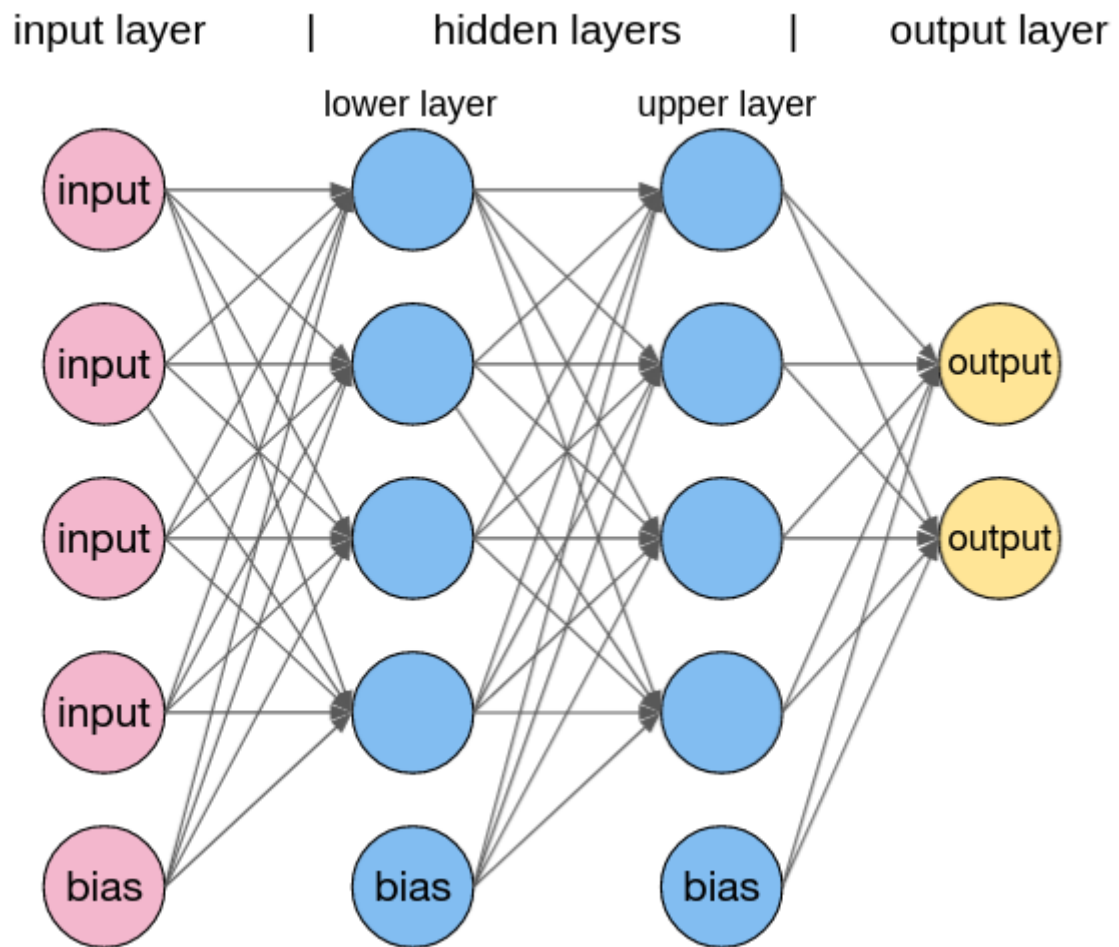 input layer | hidden layers | output layer
lower layer upper layer
input
input output
input output
input
bias bias bias